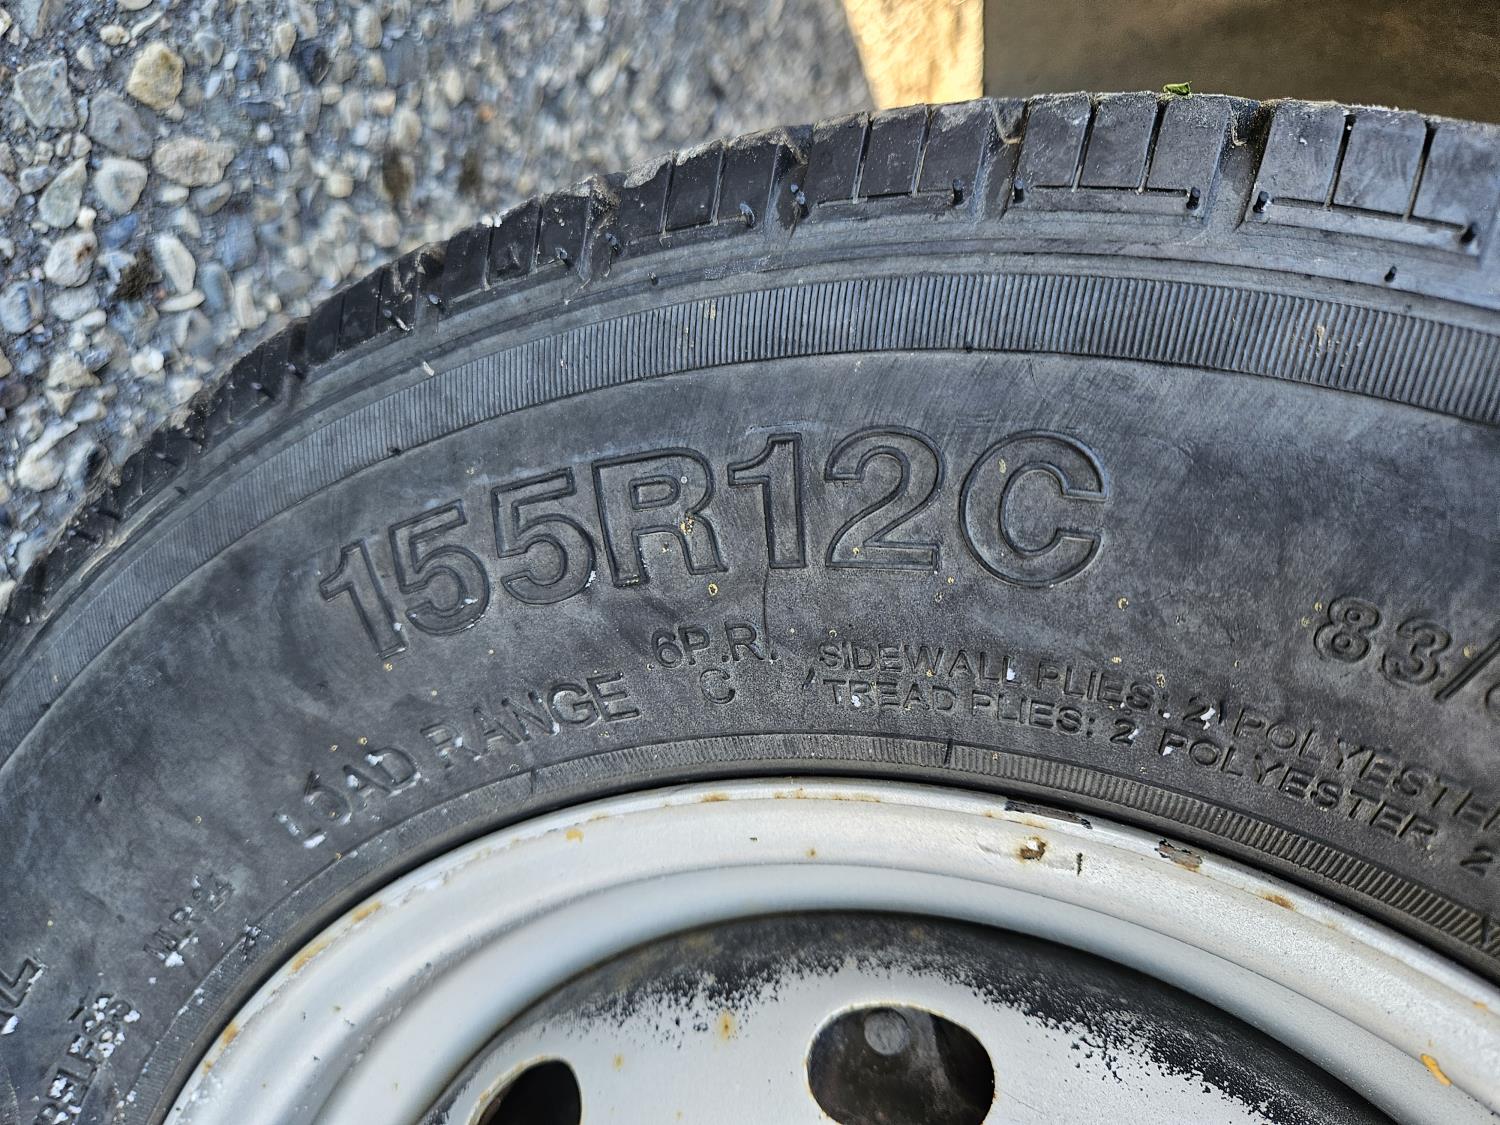 155R12C
83/
6P.R.
LOAD RANGE C
SIDEWALL PLIES: 2 POLYESTER
TREAD PLIES: 2 POLYESTER 2